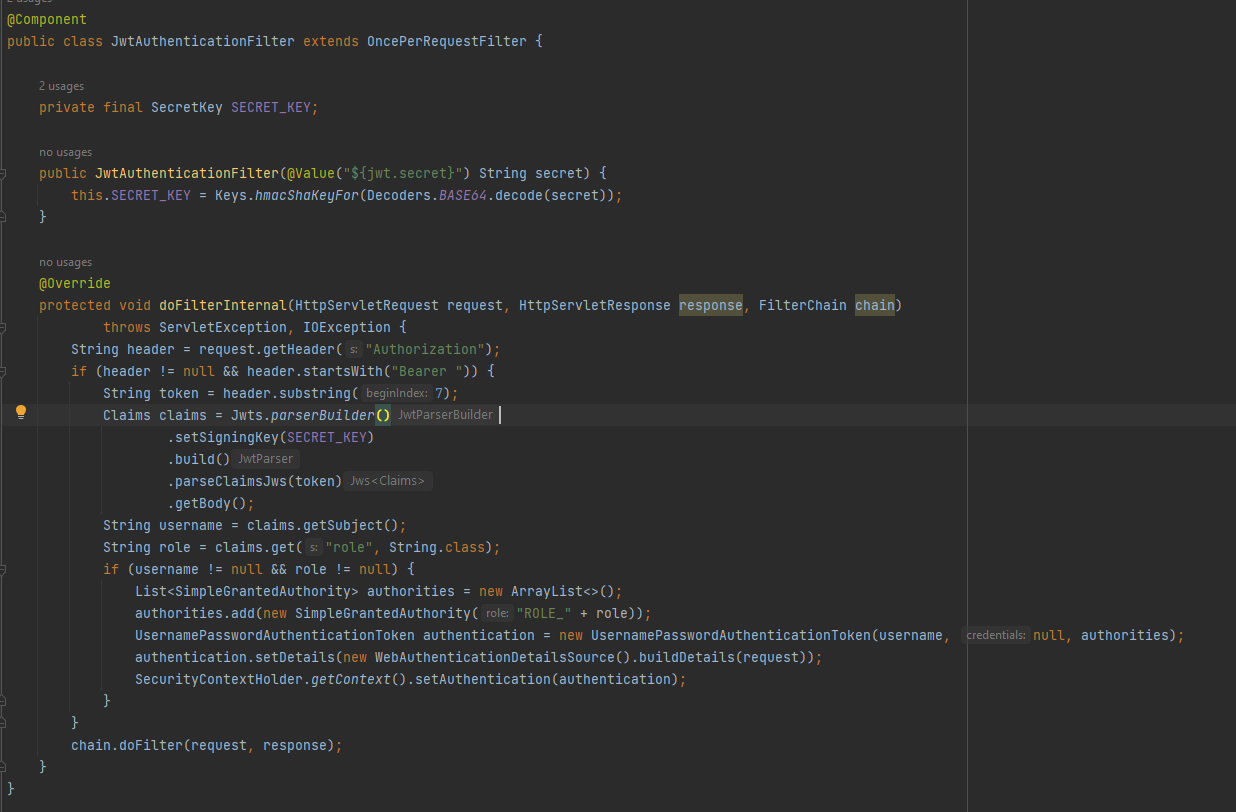 2 usages
@Component
public class JwtAuthenticationFilter extends OncePerRequestFilter {
2 usages
private final SecretKey SECRET_KEY;
no usages
public JwtAuthenticationFilter(@Value("${jwt.secret}") String secret) {
this.SECRET_KEY = Keys.hmacShaKeyFor(Decoders.BASE64.decode(secret));
}
no usages
@Override
protected void doFilterInternal(HttpServletRequest request, HttpServletResponse response, FilterChain chain)
throws ServletException, IOException {
String header = request.getHeader( s: "Authorization");
if (header != null && header.startsWith("Bearer ")) {
String token = header.substring( beginIndex: 7);
Claims claims = Jwts.parserBuilder() JwtParserBuilder
.setSigningKey(SECRET_KEY)
.build() JwtParser
.parseClaimsJws(token) Jws<Claims>
.getBody();
String username = claims.getSubject();
String role = claims.get( s: "role", String.class);
if (username != null && role != null) {
List<SimpleGrantedAuthority> authorities = new ArrayList<>();
authorities.add(new SimpleGrantedAuthority( role: "ROLE_" + role));
UsernamePasswordAuthenticationToken authentication = new UsernamePasswordAuthenticationToken(username, credentials: null, authorities);
authentication.setDetails(new WebAuthenticationDetailsSource().buildDetails(request));
SecurityContextHolder.getContext().setAuthentication(authentication);
}
}
chain.doFilter(request, response);
}
}